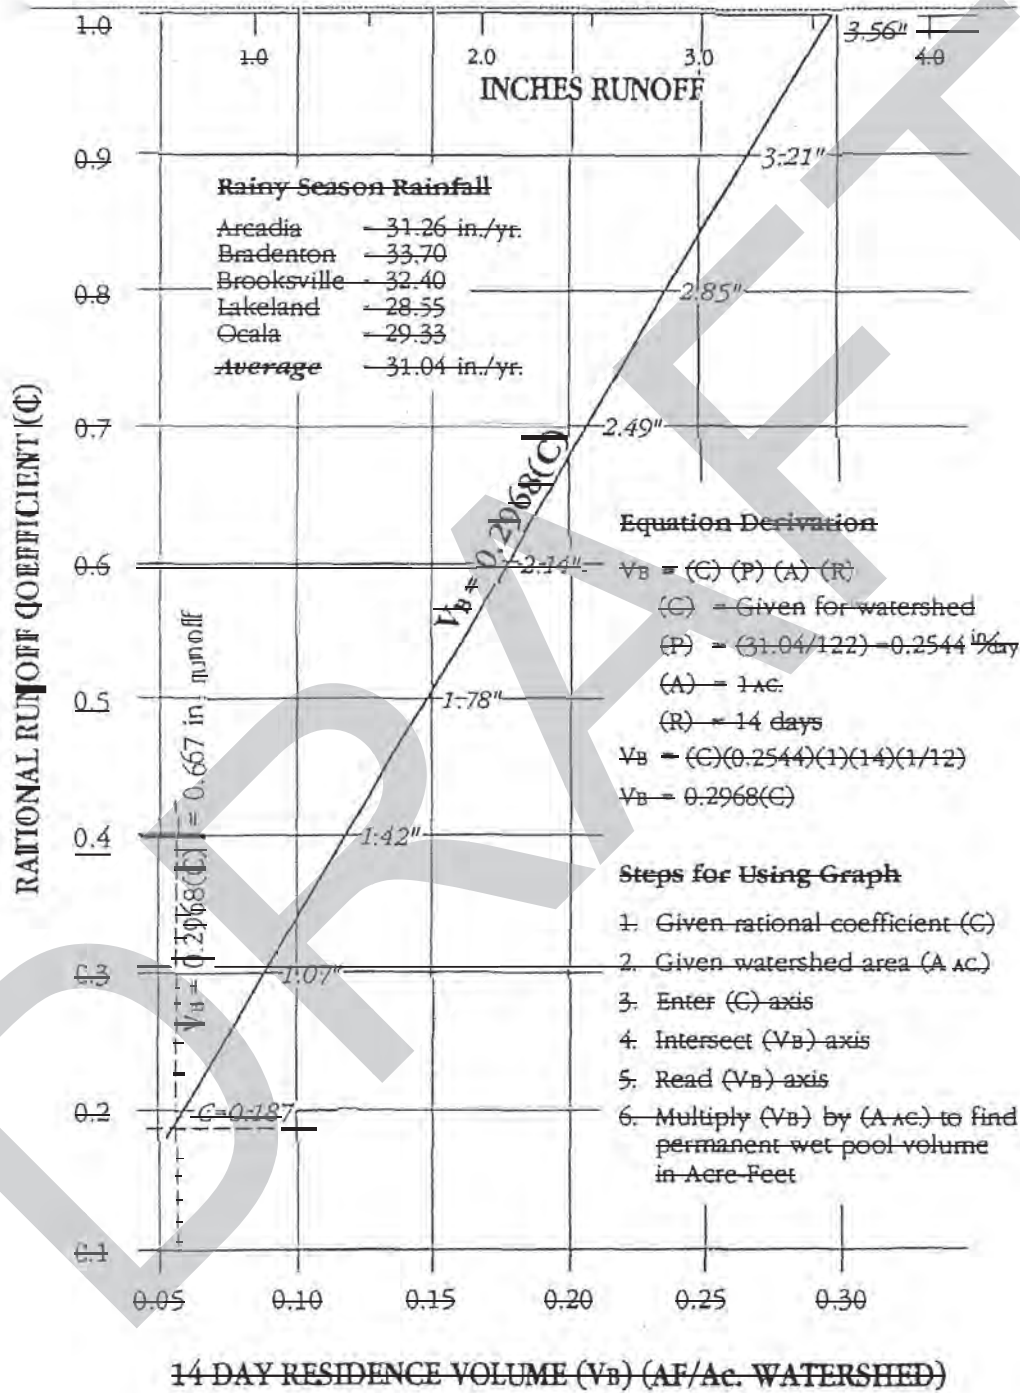 1.0
1.0 2.0 3.0 3.56" 4.0
INCHES RUNOFF
0.9
3.21"
Rainy Season Rainfall
Arcadia - 31.26 in./yr.
Bradenton - 33.70
Brooksville - 32.40
Lakeland - 28.55
Ocala - 29.33
Average - 31.04 in./yr.
0.8
2.85"
0.7
2.49"
VB = 0.2968(C)
0.6
2.14"
0.5
1.78"
0.4
1.42"
0.3
1.07"
0.2
C=0.187
0.1
VB = 0.2968(C) = 0.667 in. runoff
RATIONAL RUNOFF COEFFICIENT (C)
Equation Derivation
VB = (C) (P) (A) (R)
(C) = Given for watershed
(P) = (31.04/122) =0.2544 in/day
(A) = 1 AC.
(R) = 14 days
VB = (C)(0.2544)(1)(14)(1/12)
VB = 0.2968(C)
Steps for Using Graph
1. Given rational coefficient (C)
2. Given watershed area (A AC.)
3. Enter (C) axis
4. Intersect (VB) axis
5. Read (VB) axis
6. Multiply (VB) by (A AC.) to find
permanent wet pool volume
in Acre-Feet
0.05 0.10 0.15 0.20 0.25 0.30
14 DAY RESIDENCE VOLUME (VB) (AF/Ac. WATERSHED)
DRAFT